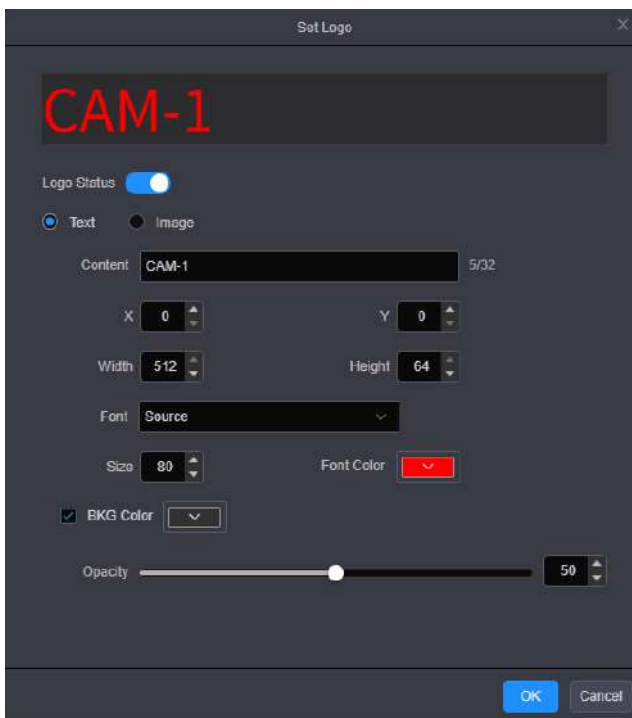 Set Logo
CAM-1
Logo Status
Text Image
Content CAM-1 5/32
X 0 Y 0
Width 512 Height 64
Font Source
Size 80 Font Color
BKG Color
Opacity 50
OK Cancel